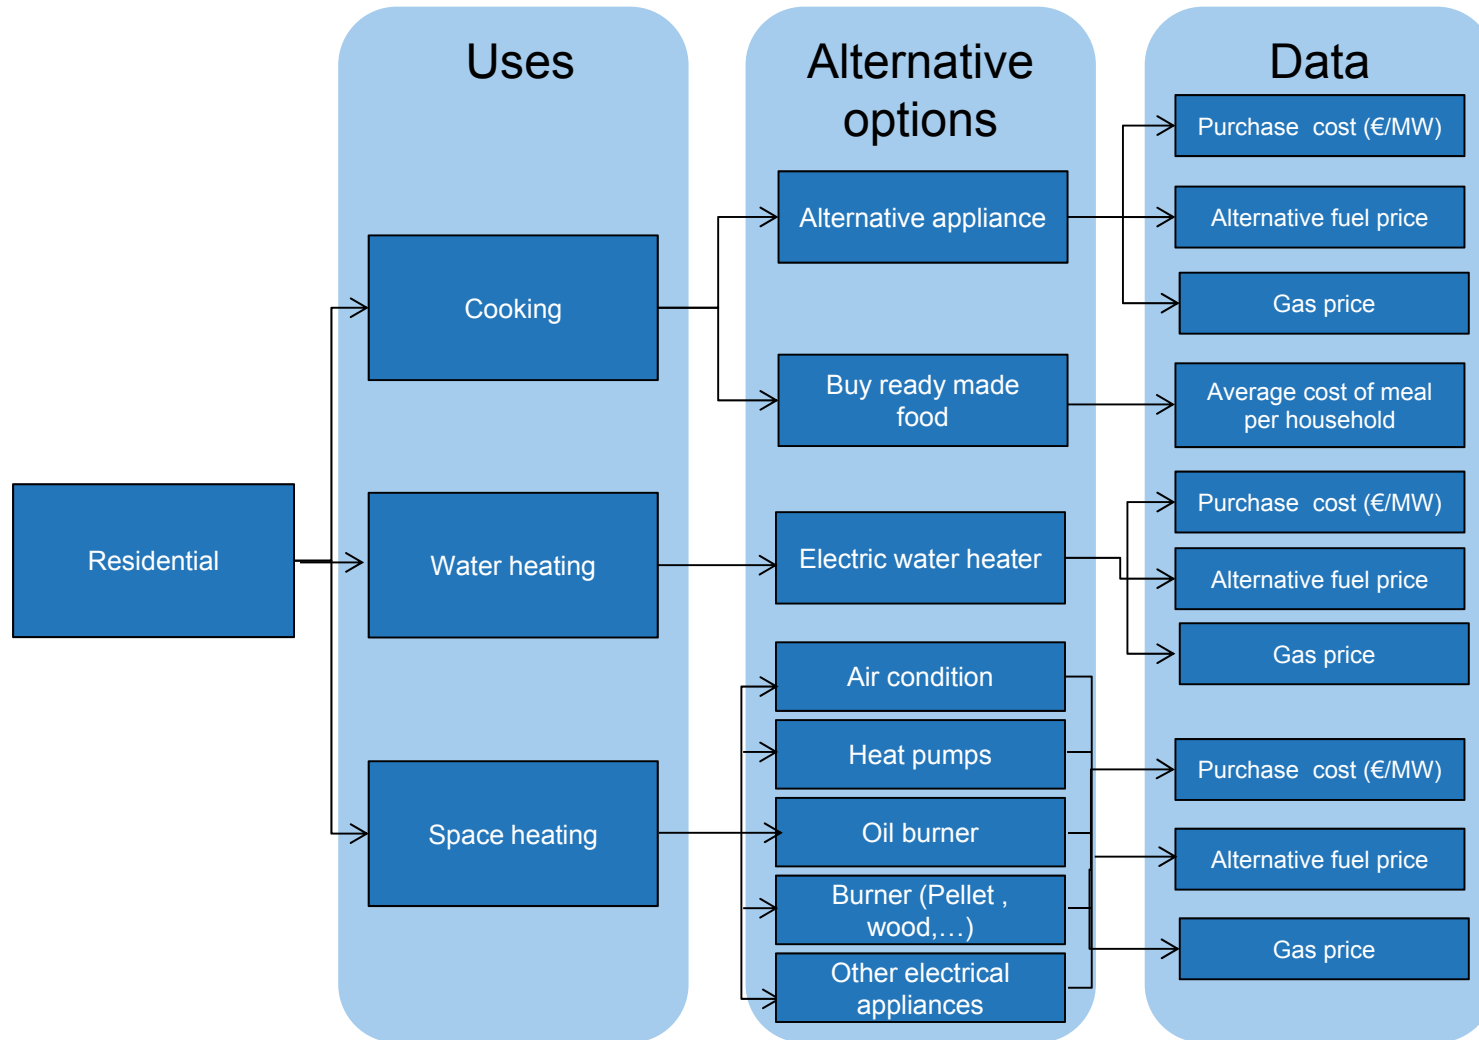 Uses
Alternative
options
Data
Residential
Cooking
Water heating
Space heating
Alternative appliance
Buy ready made
food
Electric water heater
Air condition
Heat pumps
Oil burner
Burner (Pellet ,
wood,…)
Other electrical
appliances
Purchase cost (€/MW)
Alternative fuel price
Gas price
Average cost of meal
per household
Purchase cost (€/MW)
Alternative fuel price
Gas price
Purchase cost (€/MW)
Alternative fuel price
Gas price